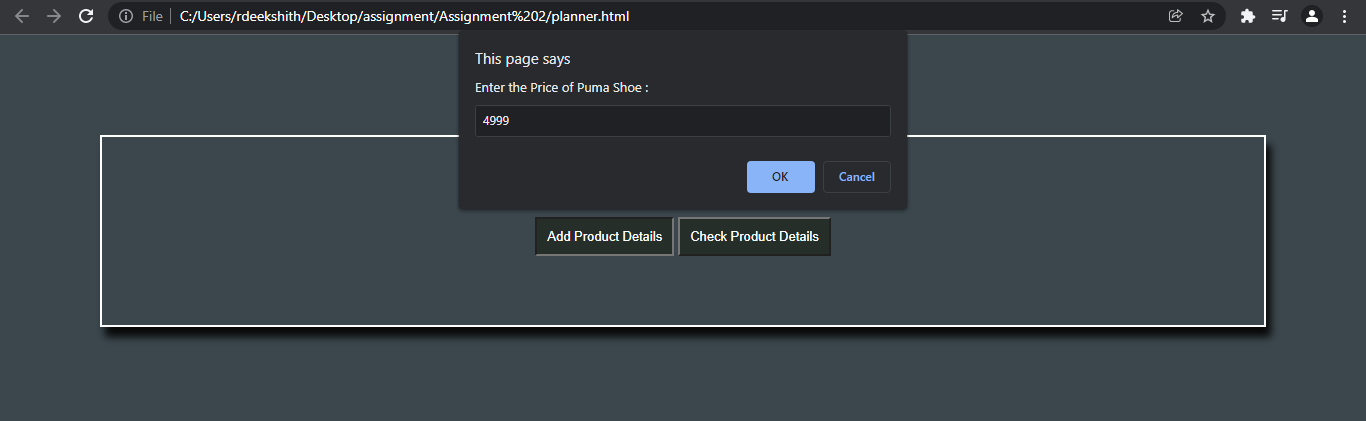 File C:/Users/rdeekshith/Desktop/assignment/Assignment%202/planner.html
This page says
Enter the Price of Puma Shoe :
4999
OK Cancel
Add Product Details Check Product Details